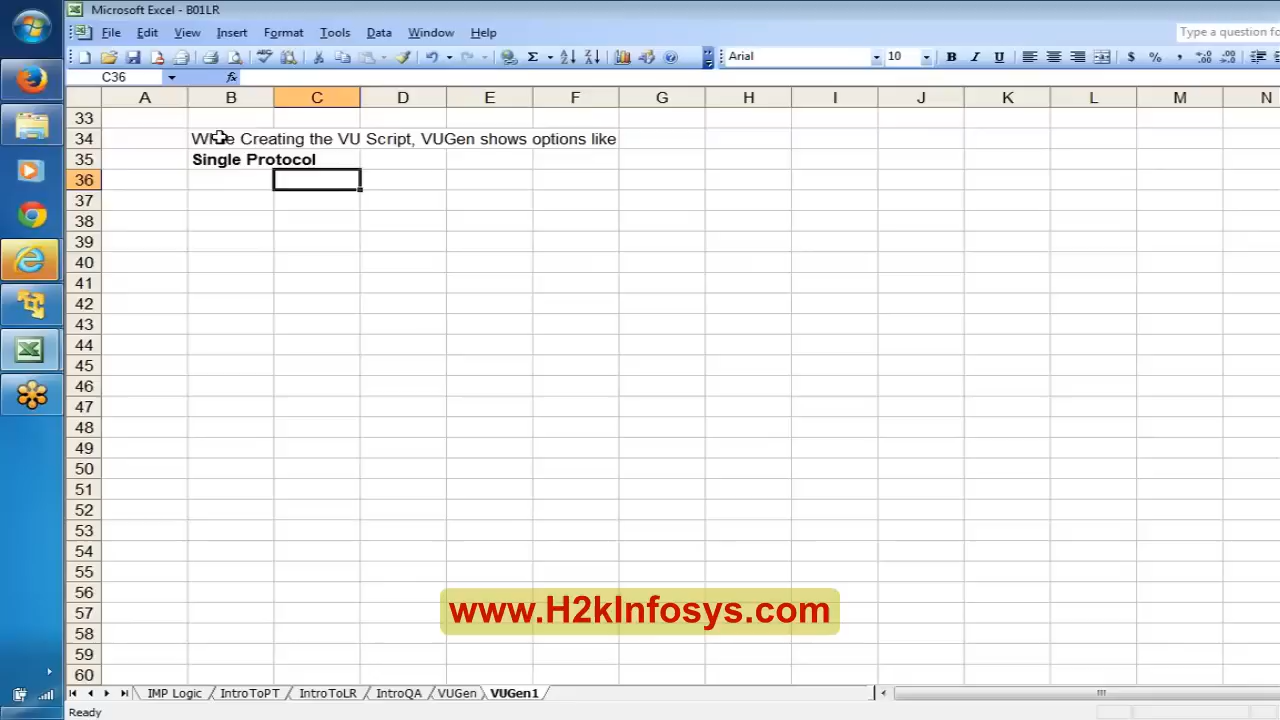 Microsoft Excel - B01LR
File Edit View Insert Format Tools Data Window Help
Type a question fo
Arial 10 B I U $ % ,
C36 fx
A B C D E F G H I J K L M N
33
34 While Creating the VU Script, VUGen shows options like
35 Single Protocol
36
37
38
39
40
41
42
43
44
45
46
47
48
49
50
51
52
53
54
55
56
57
58
59
60
www.H2kInfosys.com
IMP Logic IntroToPT IntroToLR IntroQA VUGen VUGen1
Ready